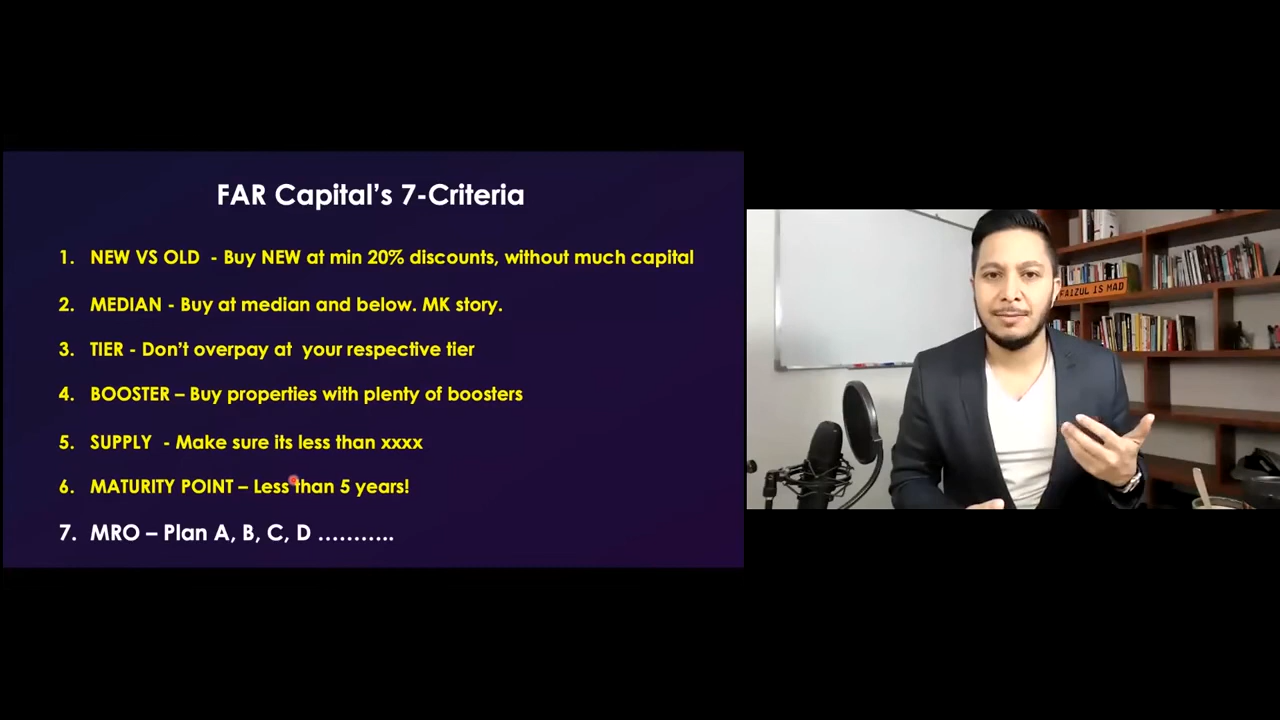 FAR Capital's 7-Criteria
1. NEW VS OLD - Buy NEW at min 20% discounts, without much capital
2. MEDIAN - Buy at median and below. MK story.
3. TIER - Don't overpay at your respective tier
4. BOOSTER – Buy properties with plenty of boosters
5. SUPPLY - Make sure its less than xxxx
6. MATURITY POINT – Less than 5 years!
7. MRO – Plan A, B, C, D ………..
FAIZUL IS MAD